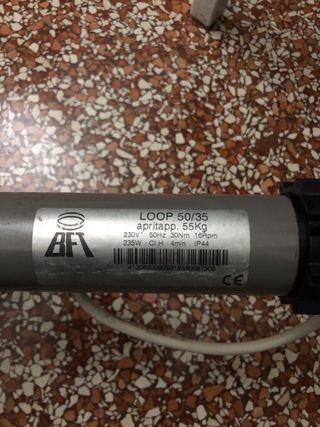 LOOP 50/35
apritapp. 55Kg
230V~ 50Hz 30Nm 16Rpm
235W Cl H 4min IP44
BFT
CE